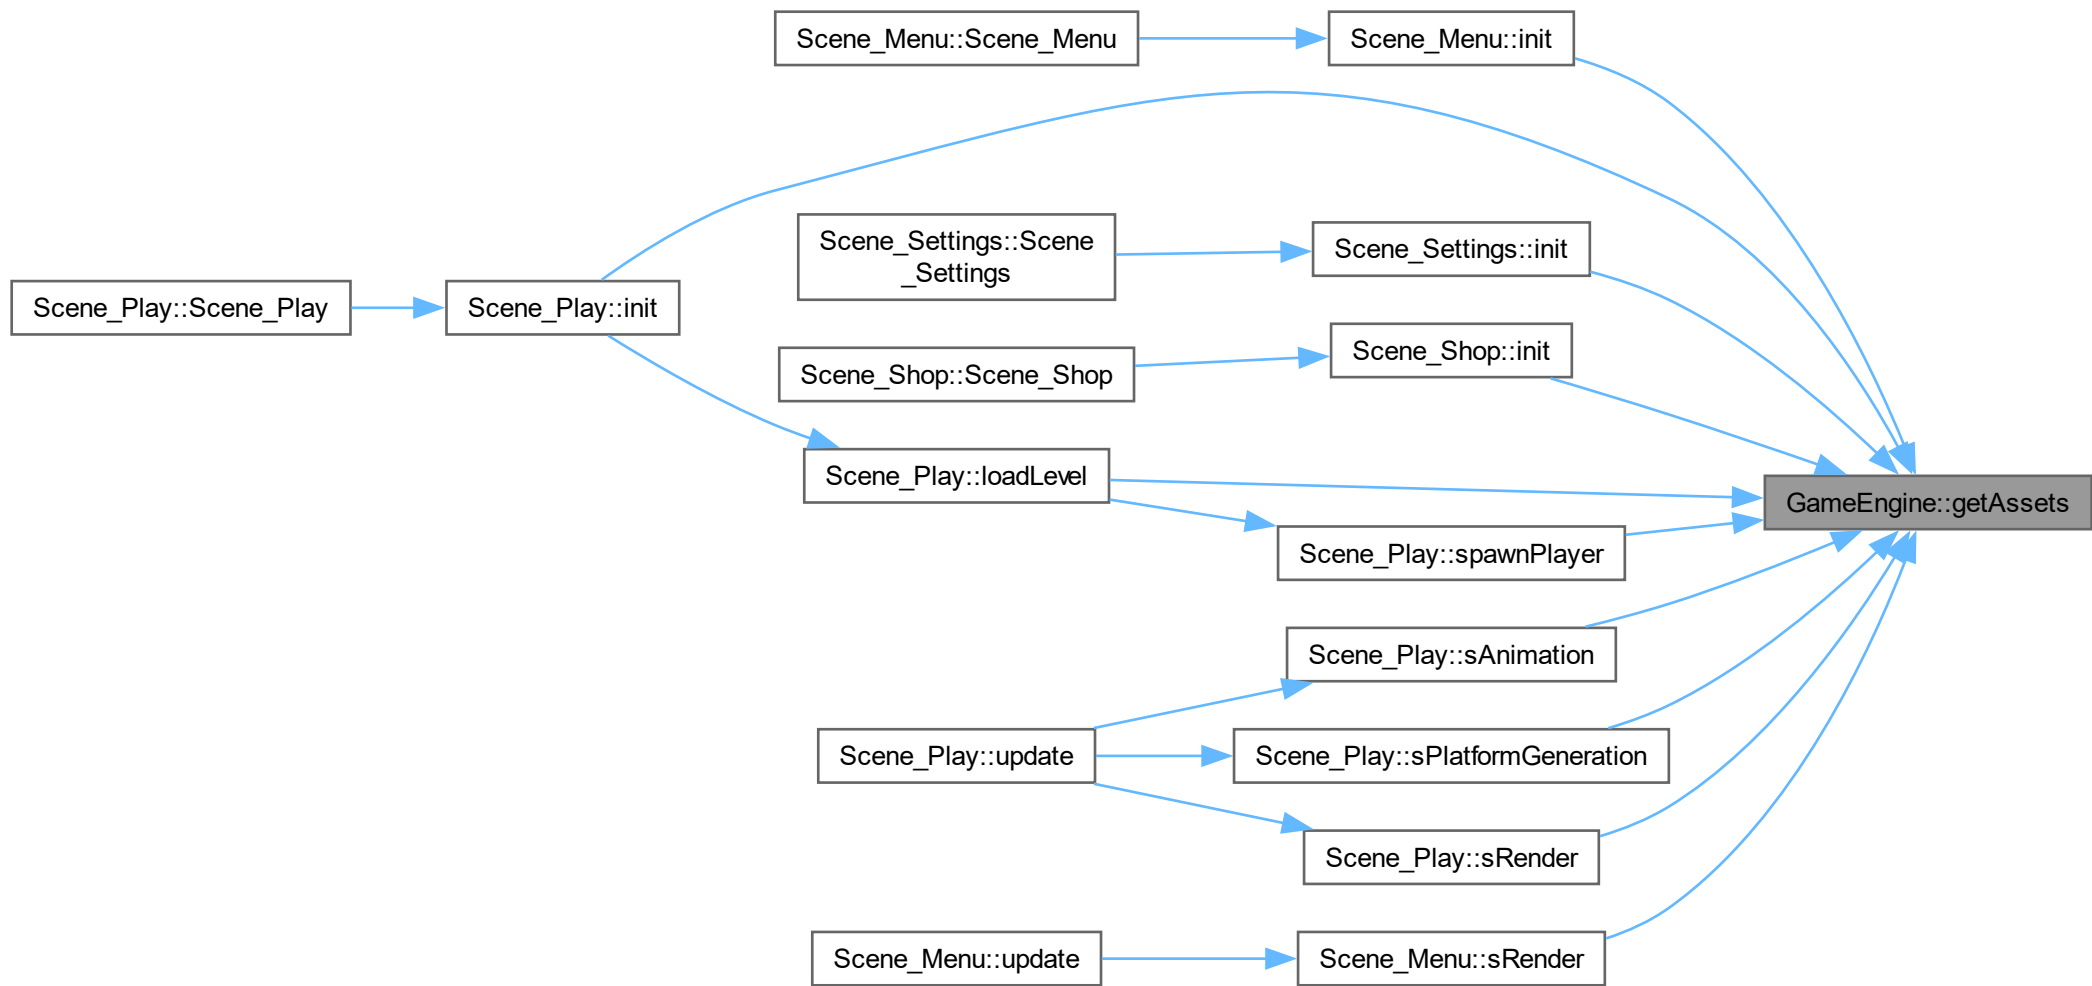 Scene_Menu::Scene_Menu
Scene_Menu::init
Scene_Settings::Scene
_Settings
Scene_Settings::init
Scene_Play::Scene_Play
Scene_Play::init
Scene_Shop::Scene_Shop
Scene_Shop::init
Scene_Play::loadLevel
GameEngine::getAssets
Scene_Play::spawnPlayer
Scene_Play::sAnimation
Scene_Play::update
Scene_Play::sPlatformGeneration
Scene_Play::sRender
Scene_Menu::update
Scene_Menu::sRender